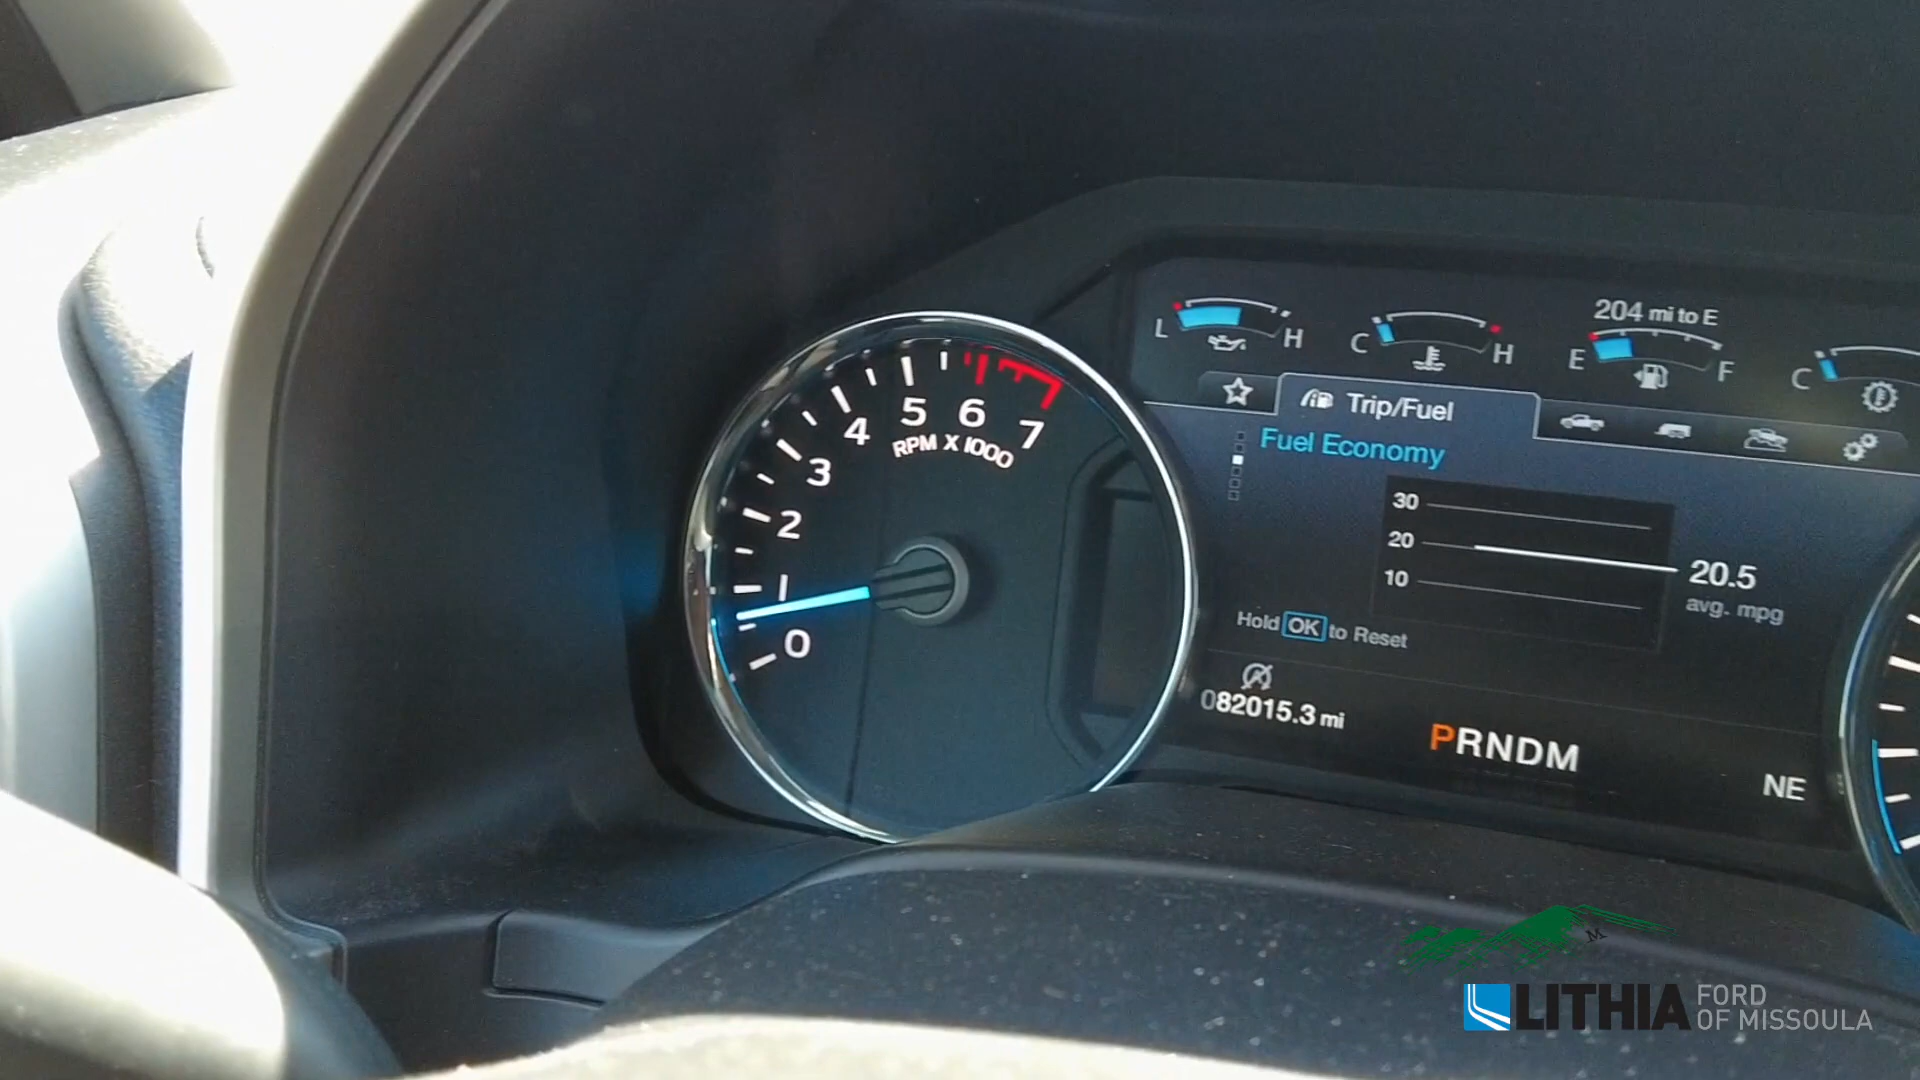 204 mi to E
L H
C H
E F
C
Trip/Fuel
Fuel Economy
30
20
10
20.5
avg. mpg
Hold OK to Reset
082015.3 mi
PRNDM
NE
0 1 2 3 4 5 6 7
RPM X 1000
M
LITHIA FORD
OF MISSOULA